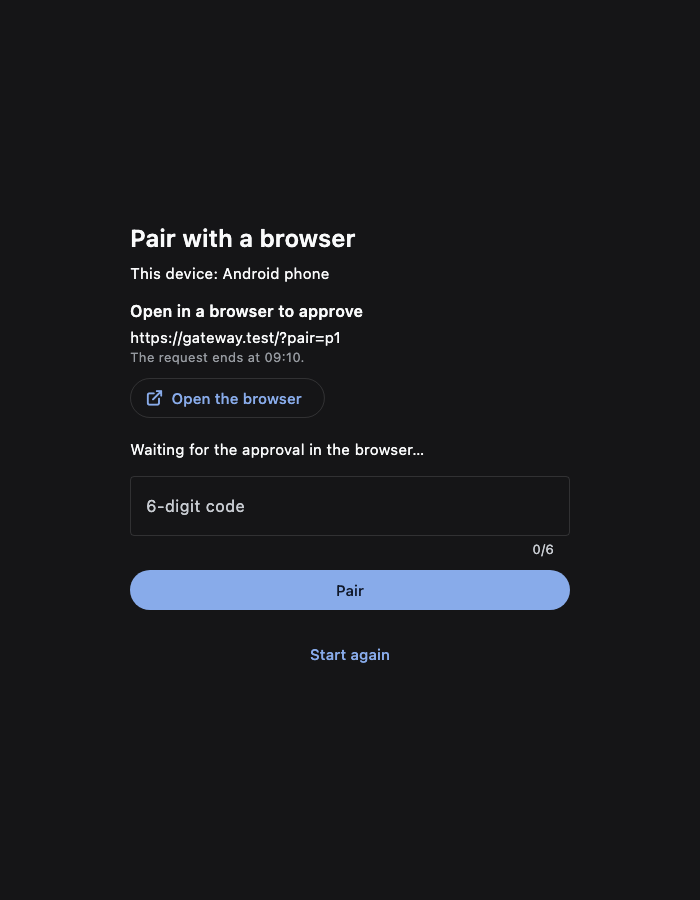 Pair with a browser
This device: Android phone
Open in a browser to approve
https://gateway.test/?pair=p1
The request ends at 09:10.
Open the browser
Waiting for the approval in the browser...
6-digit code
0/6
Pair
Start again